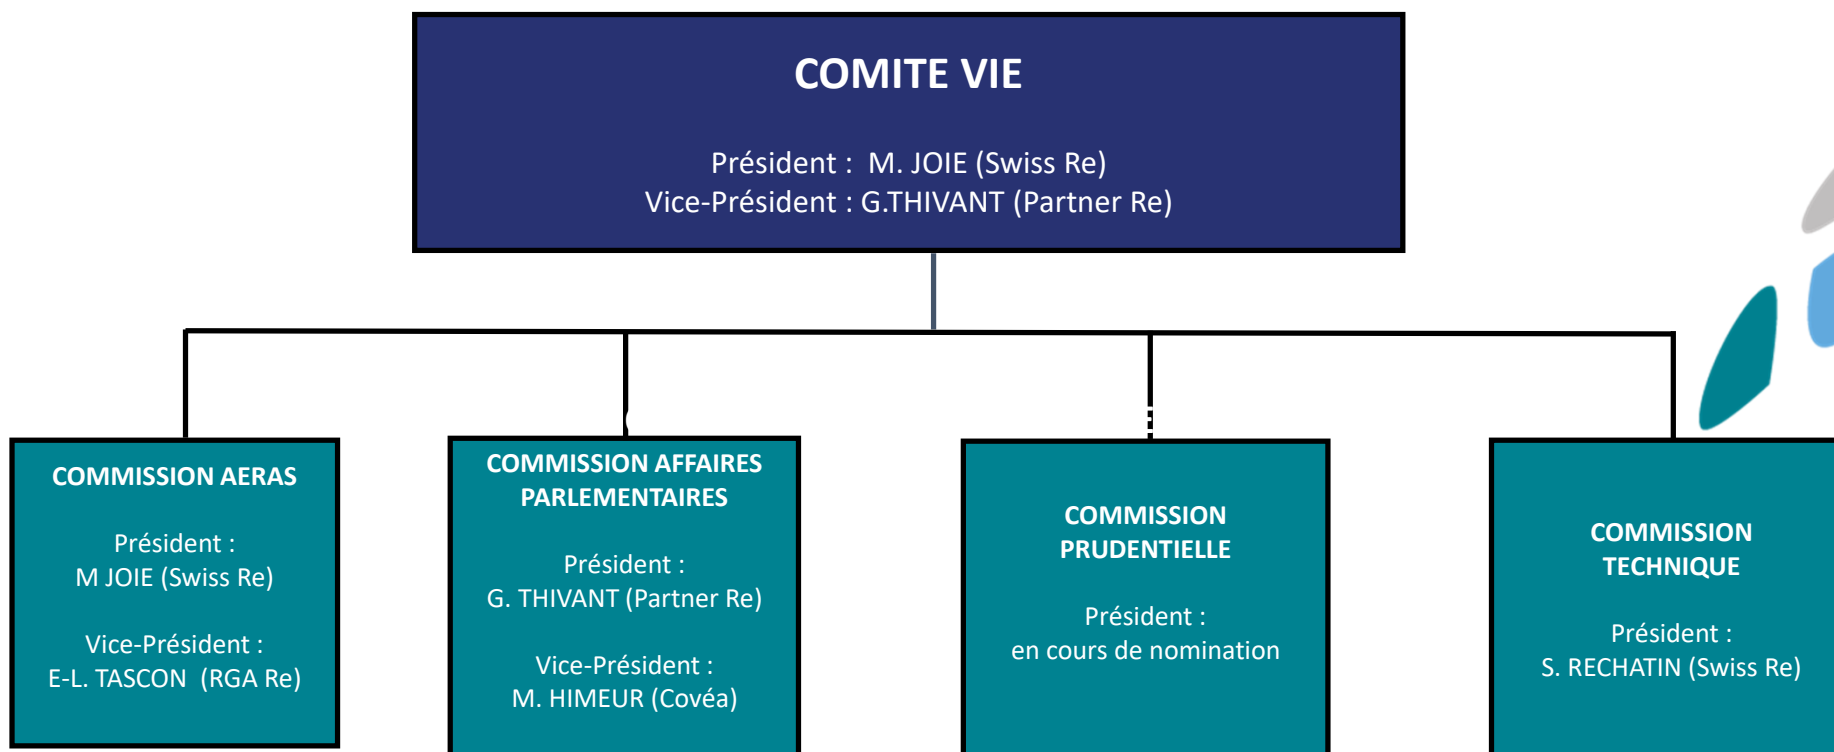 COMITE VIE
Président : M. JOIE (Swiss Re)
Vice-Président : G.THIVANT (Partner Re)
COMMISSION AERAS
Président :
M JOIE (Swiss Re)
Vice-Président :
E-L. TASCON (RGA Re)
COMMISSION AFFAIRES
PARLEMENTAIRES
Président :
G. THIVANT (Partner Re)
Vice-Président :
M. HIMEUR (Covéa)
COMMISSION
PRUDENTIELLE
Président :
en cours de nomination
COMMISSION
TECHNIQUE
Président :
S. RECHATIN (Swiss Re)